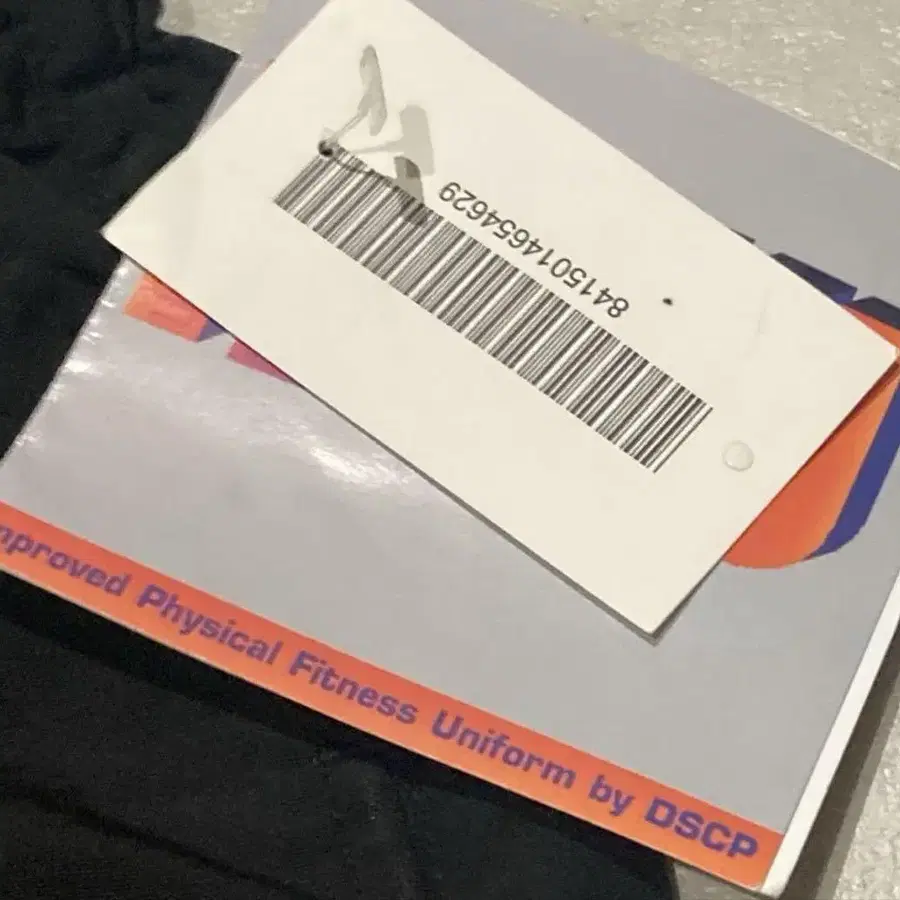 8415014654629
mproved Physical Fitness Uniform by DSCP